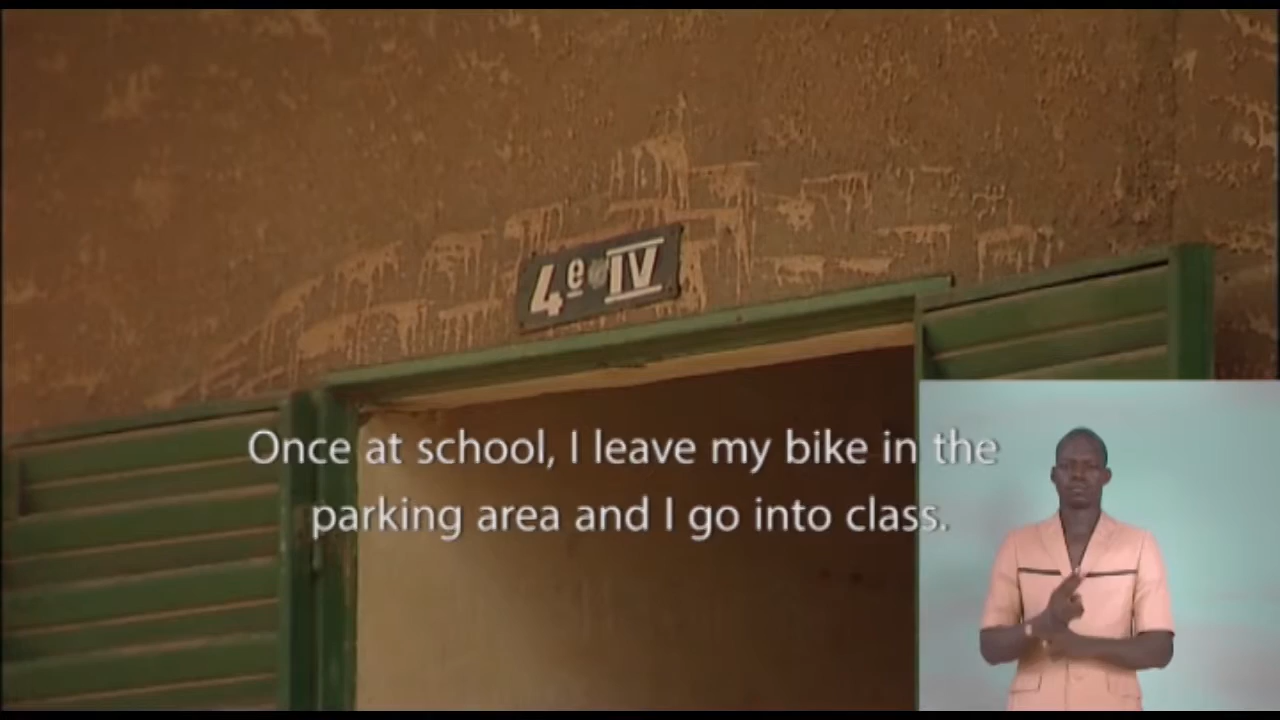 4e IV
Once at school, I leave my bike in the
parking area and I go into class.